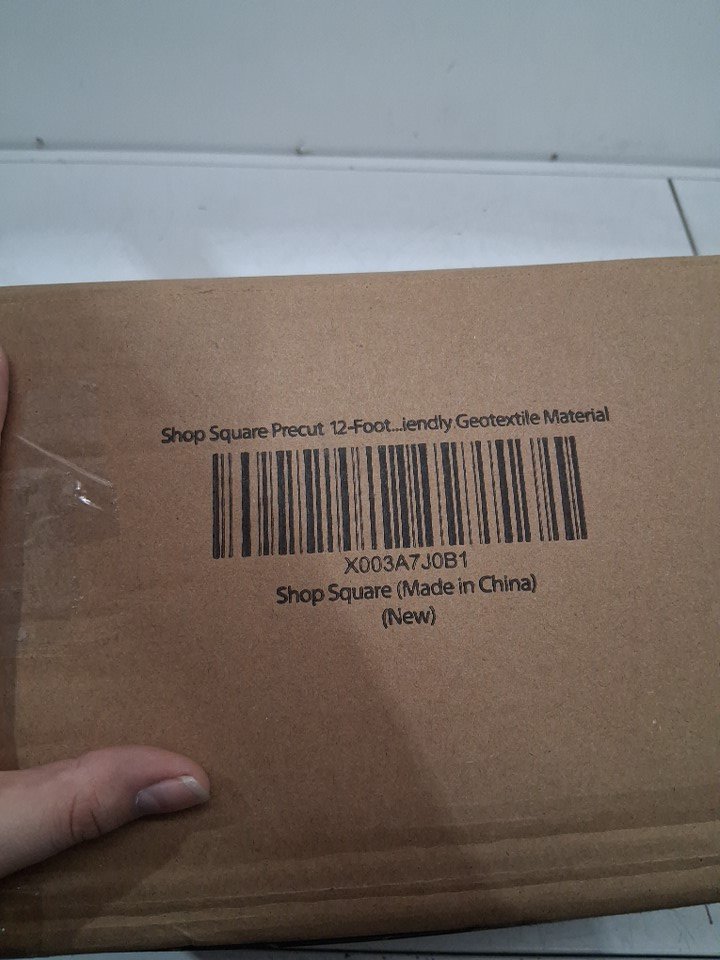 Shop Square Precut 12-Foot...iendly Geotextile Material
X003A7J0B1
Shop Square (Made in China)
(New)